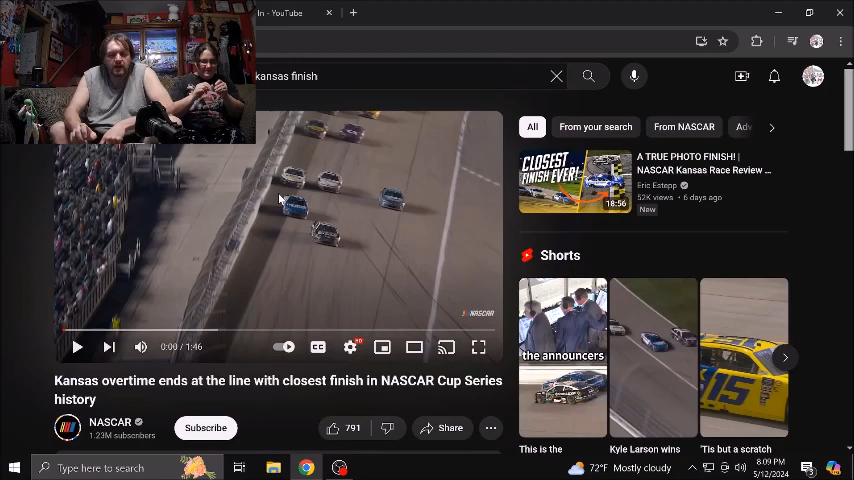 In - YouTube
kansas finish
All
From your search
From NASCAR
CLOSEST
FINISH EVER!
18:56
A TRUE PHOTO FINISH! |
NASCAR Kansas Race Review ...
Eric Estepp
52K views • 6 days ago
New
NASCAR
Shorts
0:00 / 1:46
CC
HD
the announcers
15
Kansas overtime ends at the line with closest finish in NASCAR Cup Series
history
NASCAR
1.23M subscribers
Subscribe
791
Share
This is the
Kyle Larson wins
'Tis but a scratch
Type here to search
72°F Mostly cloudy
8:09 PM
5/12/2024
3